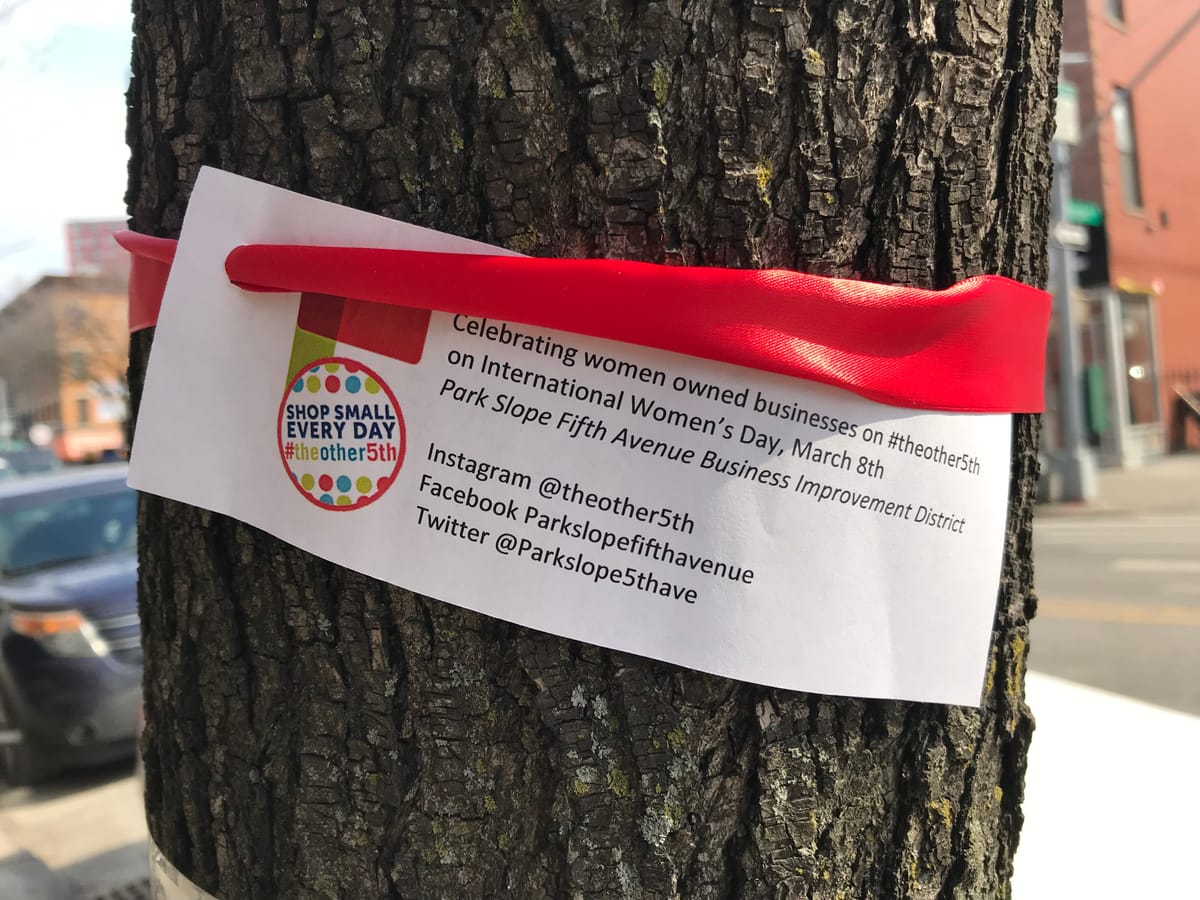 SHOP SMALL
EVERY DAY
#theother5th
Celebrating women owned businesses on #theother5th
on International Women's Day, March 8th
Park Slope Fifth Avenue Business Improvement District
Instagram @theother5th
Facebook Parkslopefifthavenue
Twitter @Parkslope5thave